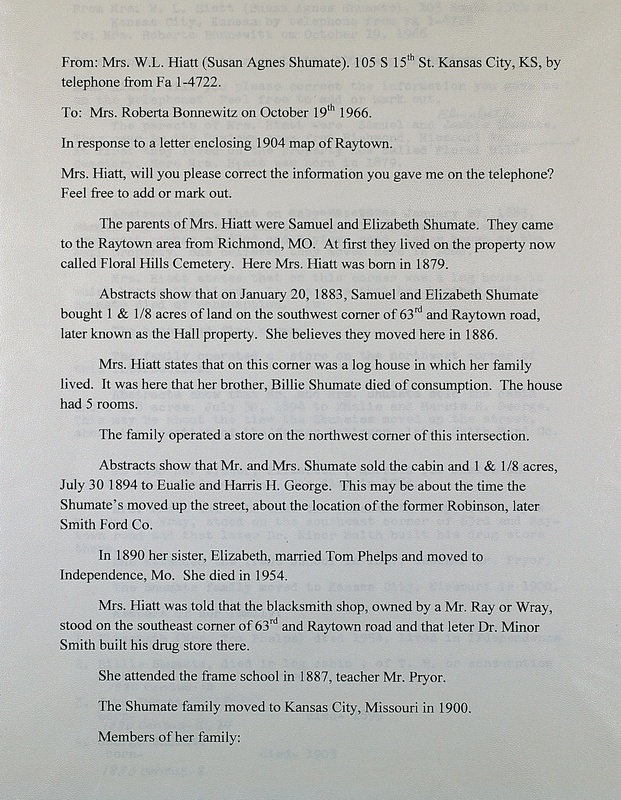 From: Mrs. W.L. Hiatt (Susan Agnes Shumate). 105 S 15th St. Kansas City, KS, by
telephone from Fa 1-4722.
To: Mrs. Roberta Bonnewitz on October 19th 1966.
In response to a letter enclosing 1904 map of Raytown.
Mrs. Hiatt, will you please correct the information you gave me on the telephone?
Feel free to add or mark out.
The parents of Mrs. Hiatt were Samuel and Elizabeth Shumate. They came
to the Raytown area from Richmond, MO. At first they lived on the property now
called Floral Hills Cemetery. Here Mrs. Hiatt was born in 1879.
Abstracts show that on January 20, 1883, Samuel and Elizabeth Shumate
bought 1 & 1/8 acres of land on the southwest corner of 63rd and Raytown road,
later known as the Hall property. She believes they moved here in 1886.
Mrs. Hiatt states that on this corner was a log house in which her family
lived. It was here that her brother, Billie Shumate died of consumption. The house
had 5 rooms.
The family operated a store on the northwest corner of this intersection.
Abstracts show that Mr. and Mrs. Shumate sold the cabin and 1 & 1/8 acres,
July 30 1894 to Eualie and Harris H. George. This may be about the time the
Shumate's moved up the street, about the location of the former Robinson, later
Smith Ford Co.
In 1890 her sister, Elizabeth, married Tom Phelps and moved to
Independence, Mo. She died in 1954.
Mrs. Hiatt was told that the blacksmith shop, owned by a Mr. Ray or Wray,
stood on the southeast corner of 63rd and Raytown road and that leter Dr. Minor
Smith built his drug store there.
She attended the frame school in 1887, teacher Mr. Pryor.
The Shumate family moved to Kansas City, Missouri in 1900.
Members of her family: